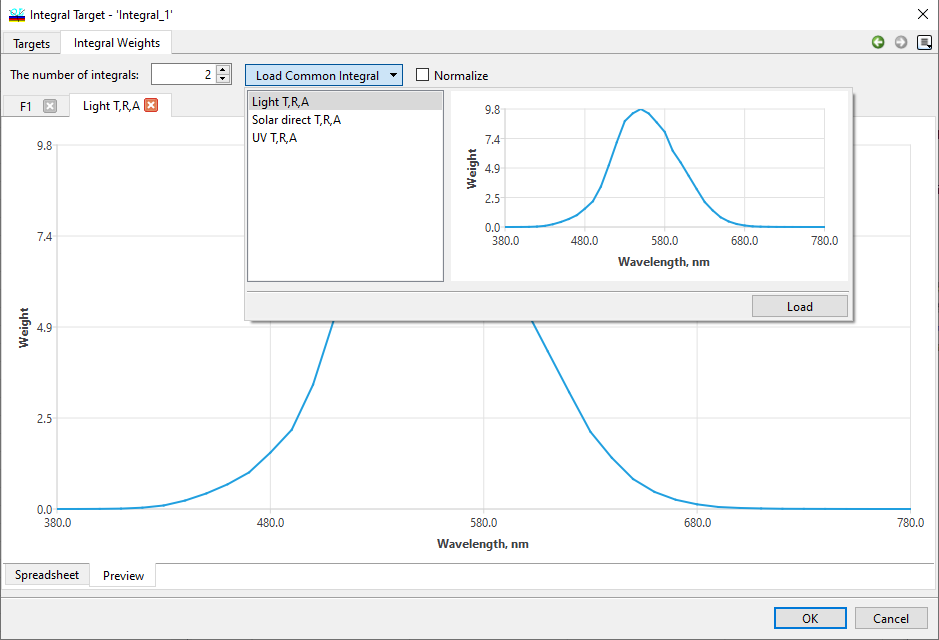 Integral Target - 'Integral_1'
Targets
Integral Weights
The number of integrals:
2
Load Common Integral
Normalize
F1
Light T,R,A
Light T,R,A
Solar direct T,R,A
UV T,R,A
9.8
7.4
4.9
2.5
0.0
Weight
380.0 480.0 580.0 680.0 780.0
Wavelength, nm
Load
9.8
7.4
4.9
2.5
0.0
Weight
380.0 480.0 580.0 680.0 780.0
Wavelength, nm
Spreadsheet
Preview
OK
Cancel